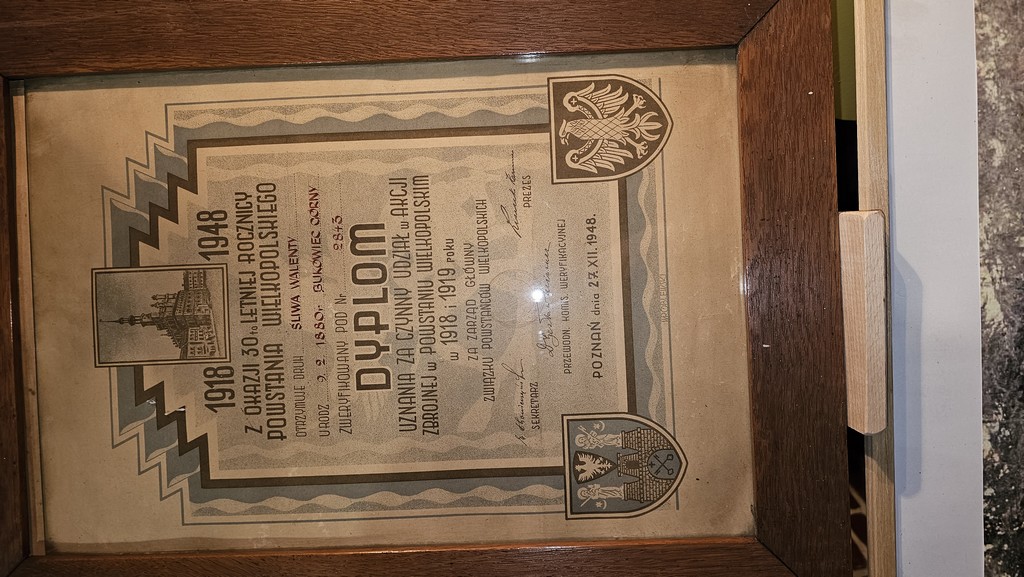 1918 1948
Z OKAZJI 30TO LETNIEJ ROCZNICY
POWSTANIA WIELKOPOLSKIEGO
OTRZYMUJE DRUH ŚLIWA WALENTY
URODZ. 9. 2. 1880r. BUKOWIEC GÓRNY
ZWERYFIKOWANY POD Nr 2843
DYPLOM
UZNANIA ZA CZYNNY UDZIAŁ w AKCJI
ZBROJNEJ w POWSTANIU WIELKOPOLSKIM
w 1918 i 1919 roku
ZA ZARZĄD GŁÓWNY
ZWIĄZKU POWSTAŃCÓW WIELKOPOLSKICH
SEKRETARZ PREZES
PRZEWODN. KOMIS. WERYFIKACYJNEJ
POZNAŃ dnia 27. XII. 1948.